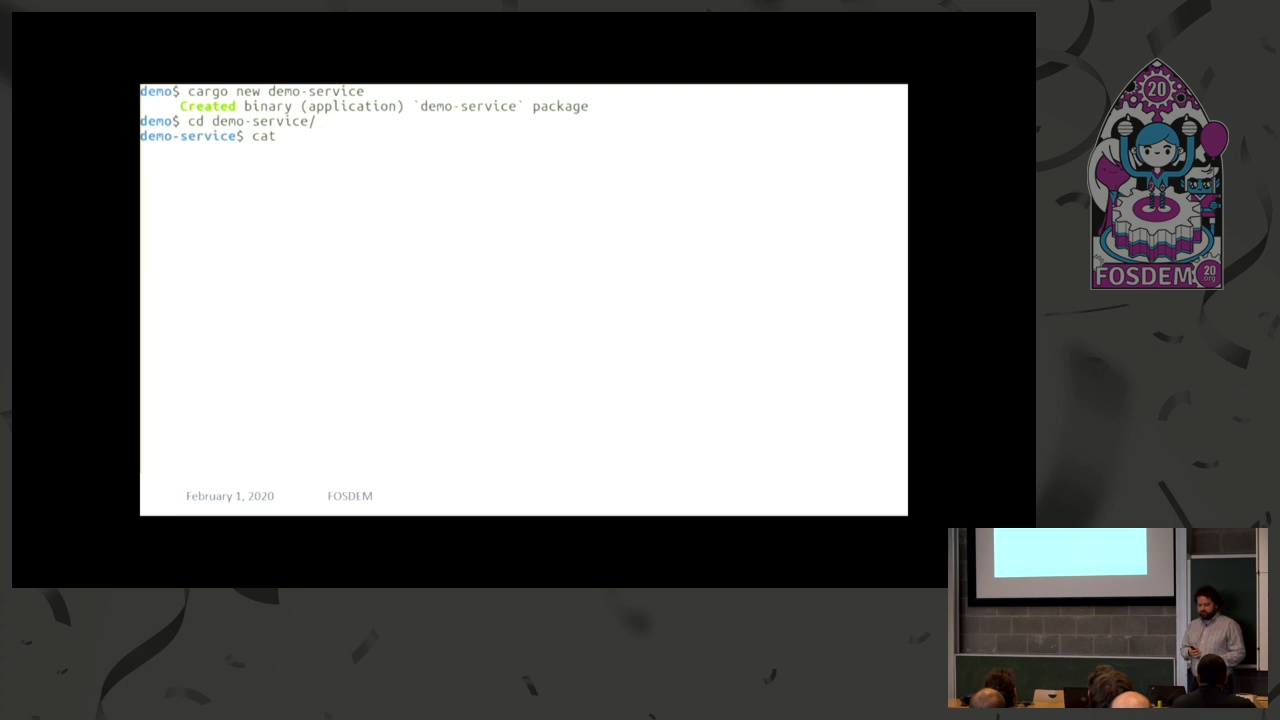 demo$ cargo new demo-service
Created binary (application) `demo-service` package
demo$ cd demo-service/
demo-service$ cat
February 1, 2020 FOSDEM
20
FOSDEM
20
.org